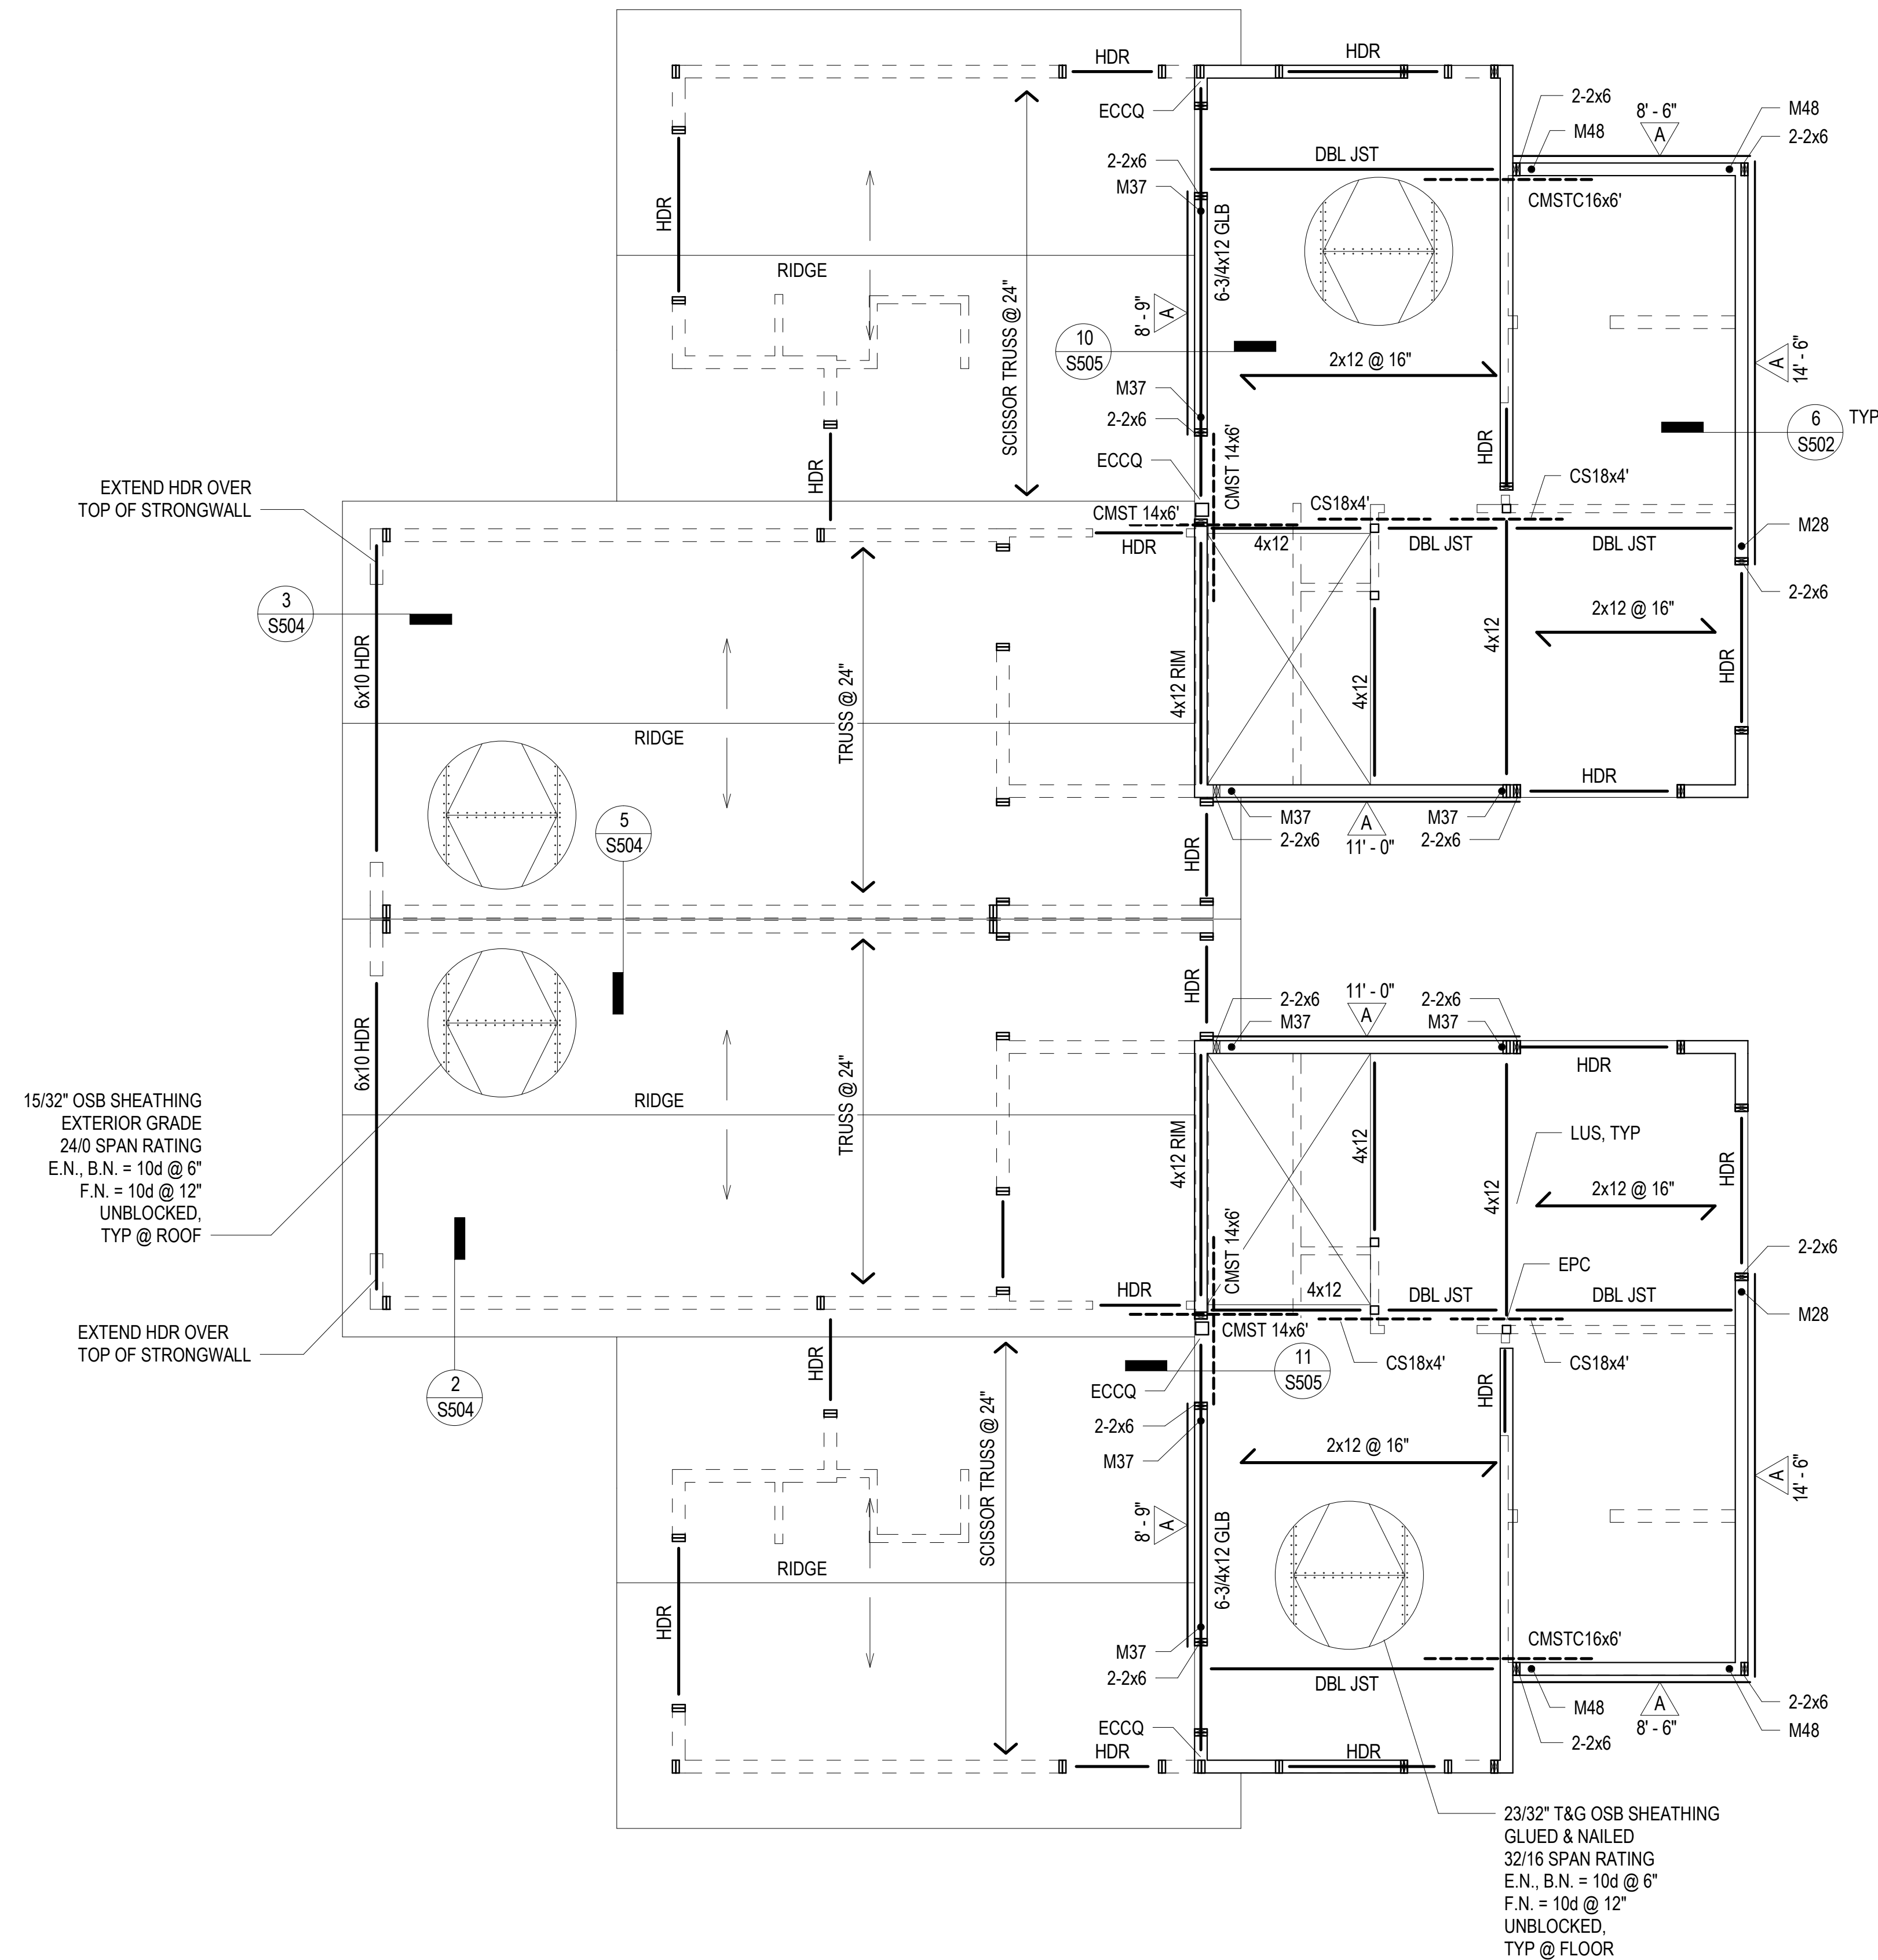 HDR
HDR
ECCQ
2-2x6
M48
8' - 6"
A
M48
2-2x6
2-2x6
M37
DBL JST
CMSTC16x6'
HDR
RIDGE
SCISSOR TRUSS @ 24"
8' - 9"
A
6-3/4x12 GLB
10
S505
2x12 @ 16"
A
14' - 6"
M37
2-2x6
6
S502
TYP
HDR
ECCQ
CMST 14x6'
HDR
CS18x4'
EXTEND HDR OVER
TOP OF STRONGWALL
CMST 14x6'
CS18x4'
HDR
4x12
DBL JST
DBL JST
M28
2-2x6
3
S504
6x10 HDR
TRUSS @ 24"
4x12 RIM
4x12
4x12
2x12 @ 16"
HDR
RIDGE
HDR
5
S504
M37
2-2x6
A
11' - 0"
M37
2-2x6
HDR
HDR
2-2x6
M37
11' - 0"
A
2-2x6
M37
HDR
6x10 HDR
15/32" OSB SHEATHING
EXTERIOR GRADE
24/0 SPAN RATING
E.N., B.N. = 10d @ 6"
F.N. = 10d @ 12"
UNBLOCKED,
TYP @ ROOF
RIDGE
TRUSS @ 24"
4x12 RIM
4x12
4x12
LUS, TYP
2x12 @ 16"
HDR
CMST 14x6'
2-2x6
EPC
HDR
4x12
DBL JST
DBL JST
M28
EXTEND HDR OVER
TOP OF STRONGWALL
CMST 14x6'
CS18x4'
CS18x4'
2
S504
HDR
11
S505
ECCQ
HDR
2-2x6
M37
SCISSOR TRUSS @ 24"
2x12 @ 16"
8' - 9"
A
6-3/4x12 GLB
A
14' - 6"
RIDGE
HDR
M37
2-2x6
CMSTC16x6'
DBL JST
M48
2-2x6
A
8' - 6"
2-2x6
M48
ECCQ
HDR
HDR
23/32" T&G OSB SHEATHING
GLUED & NAILED
32/16 SPAN RATING
E.N., B.N. = 10d @ 6"
F.N. = 10d @ 12"
UNBLOCKED,
TYP @ FLOOR